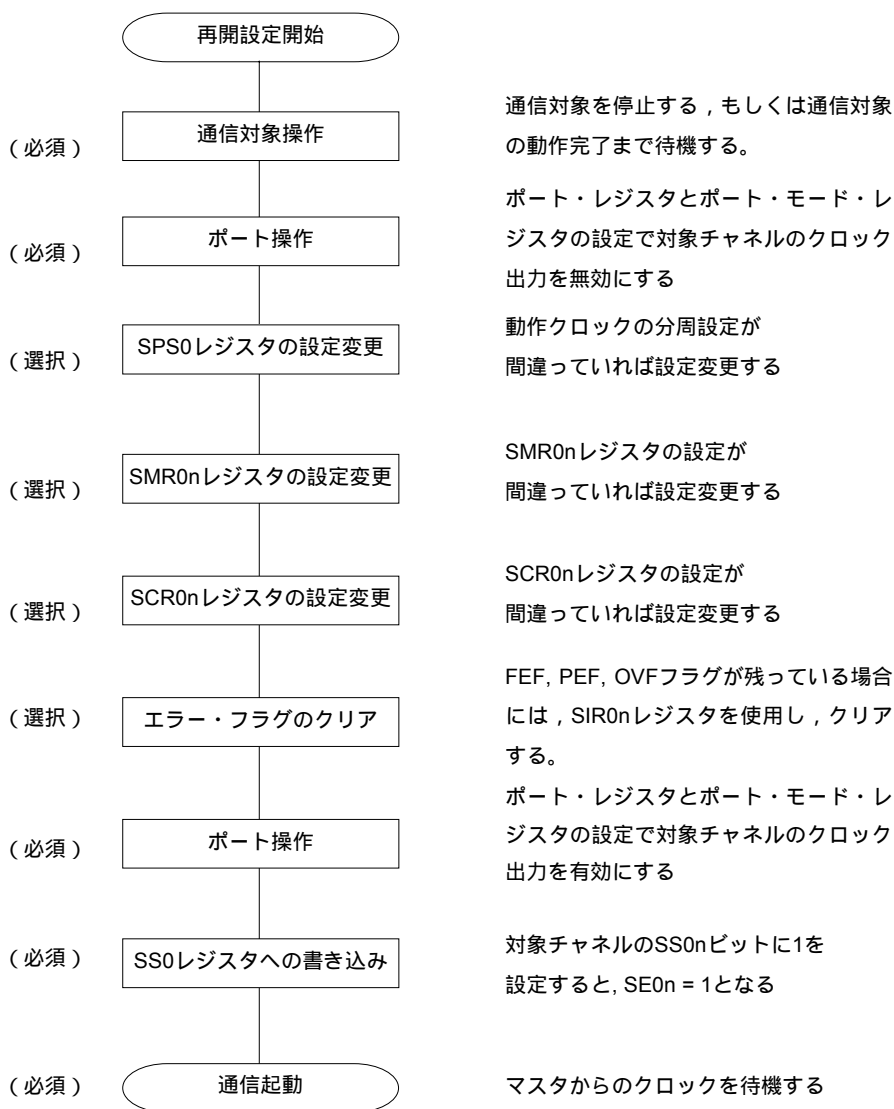 再開設定開始
(必須)
通信対象操作
通信対象を停止する，もしくは通信対象
の動作完了まで待機する。
(必須)
ポート操作
ポート・レジスタとポート・モード・レ
ジスタの設定で対象チャネルのクロック
出力を無効にする
(選択)
SPS0レジスタの設定変更
動作クロックの分周設定が
間違っていれば設定変更する
(選択)
SMR0nレジスタの設定変更
SMR0nレジスタの設定が
間違っていれば設定変更する
(選択)
SCR0nレジスタの設定変更
SCR0nレジスタの設定が
間違っていれば設定変更する
(選択)
エラー・フラグのクリア
FEF, PEF, OVFフラグが残っている場合
には，SIR0nレジスタを使用し，クリア
する。
(必須)
ポート操作
ポート・レジスタとポート・モード・レ
ジスタの設定で対象チャネルのクロック
出力を有効にする
(必須)
SS0レジスタへの書き込み
対象チャネルのSS0nビットに1を
設定すると, SE0n = 1となる
(必須)
通信起動
マスタからのクロックを待機する